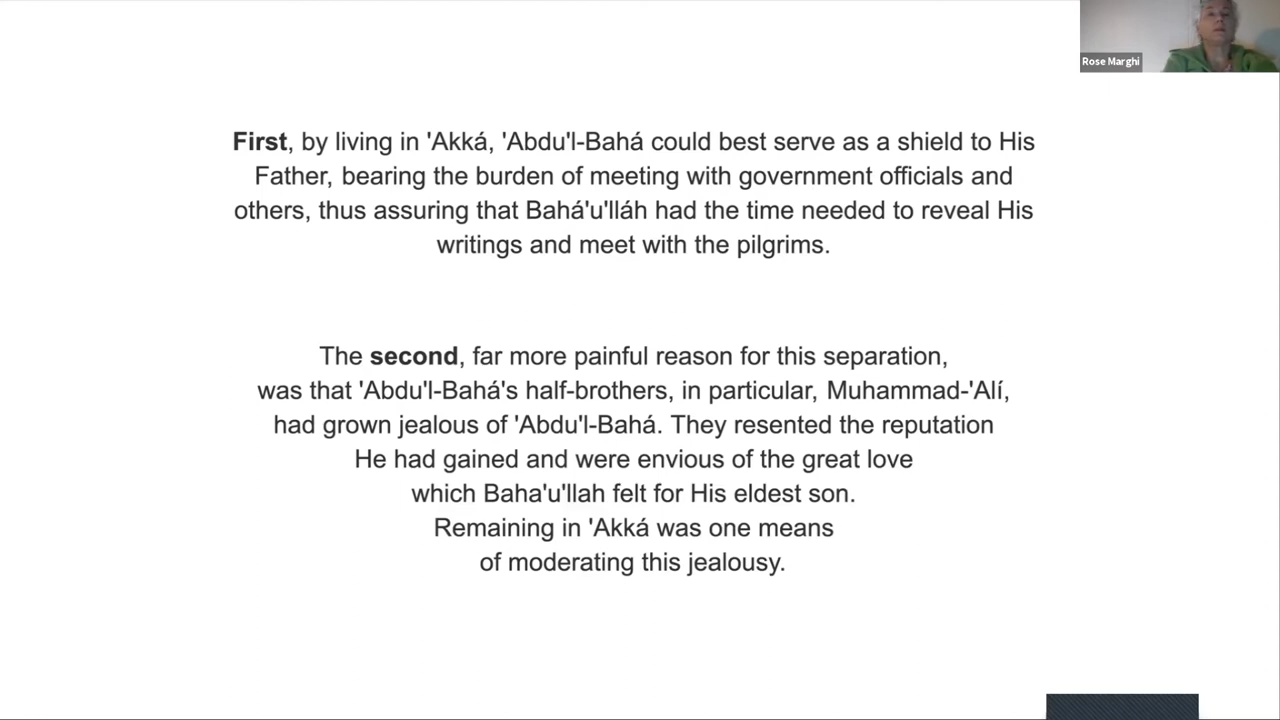 Rose Marghi
First, by living in 'Akká, 'Abdu'l-Bahá could best serve as a shield to His
Father, bearing the burden of meeting with government officials and
others, thus assuring that Bahá'u'lláh had the time needed to reveal His
writings and meet with the pilgrims.
The second, far more painful reason for this separation,
was that 'Abdu'l-Bahá's half-brothers, in particular, Muhammad-'Alí,
had grown jealous of 'Abdu'l-Bahá. They resented the reputation
He had gained and were envious of the great love
which Baha'u'llah felt for His eldest son.
Remaining in 'Akká was one means
of moderating this jealousy.